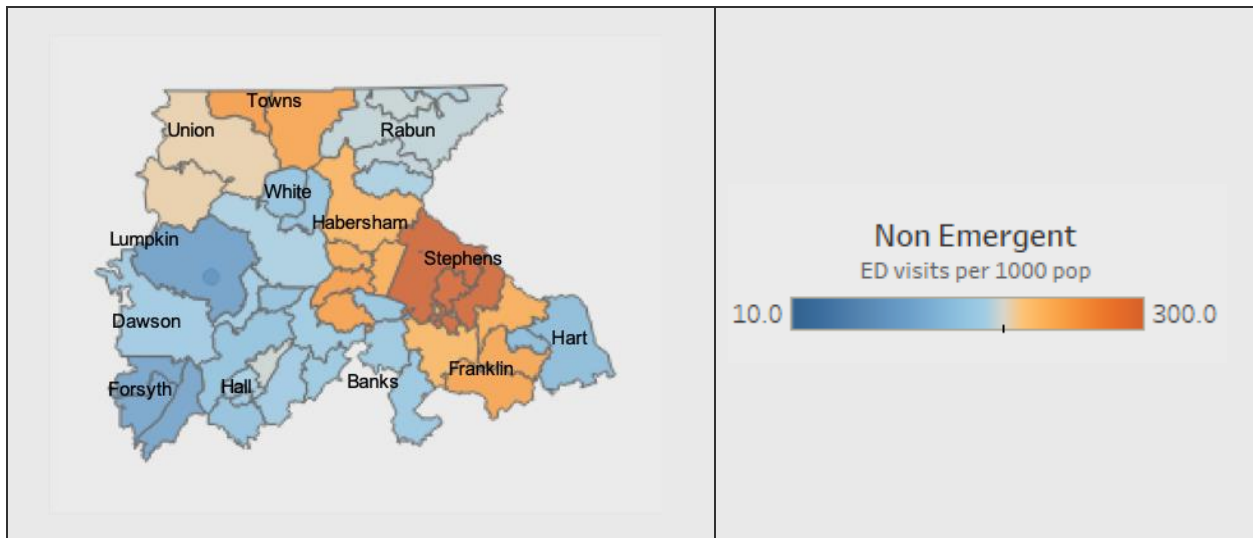 Towns
Union
Rabun
White
Habersham
Lumpkin
Stephens
Dawson
Hart
Franklin
Forsyth
Hall
Banks
Non Emergent
ED visits per 1000 pop
10.0
300.0